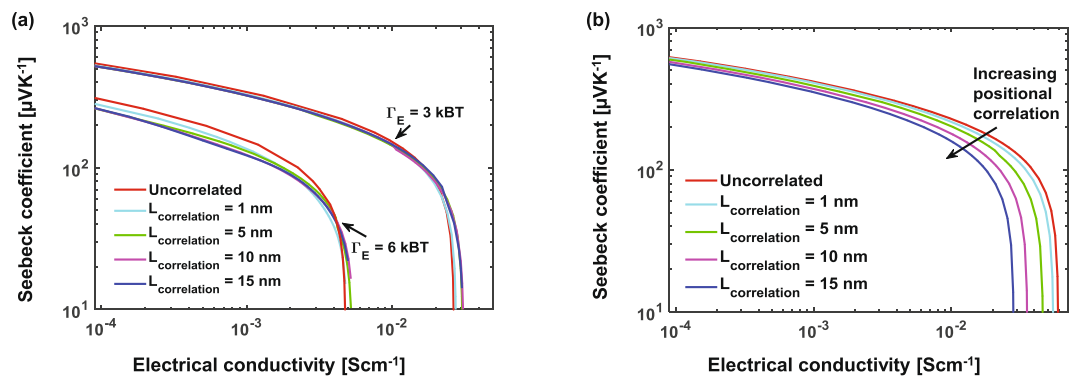 (a)
10³
10²
10¹
Seebeck coefficient [µVK⁻¹]
Γ_E = 3 kBT
Γ_E = 6 kBT
Uncorrelated
L_correlation = 1 nm
L_correlation = 5 nm
L_correlation = 10 nm
L_correlation = 15 nm
10⁻⁴ 10⁻³ 10⁻²
Electrical conductivity [Scm⁻¹]
(b)
10³
10²
10¹
Seebeck coefficient [µVK⁻¹]
Increasing
positional
correlation
Uncorrelated
L_correlation = 1 nm
L_correlation = 5 nm
L_correlation = 10 nm
L_correlation = 15 nm
10⁻⁴ 10⁻³ 10⁻²
Electrical conductivity [Scm⁻¹]